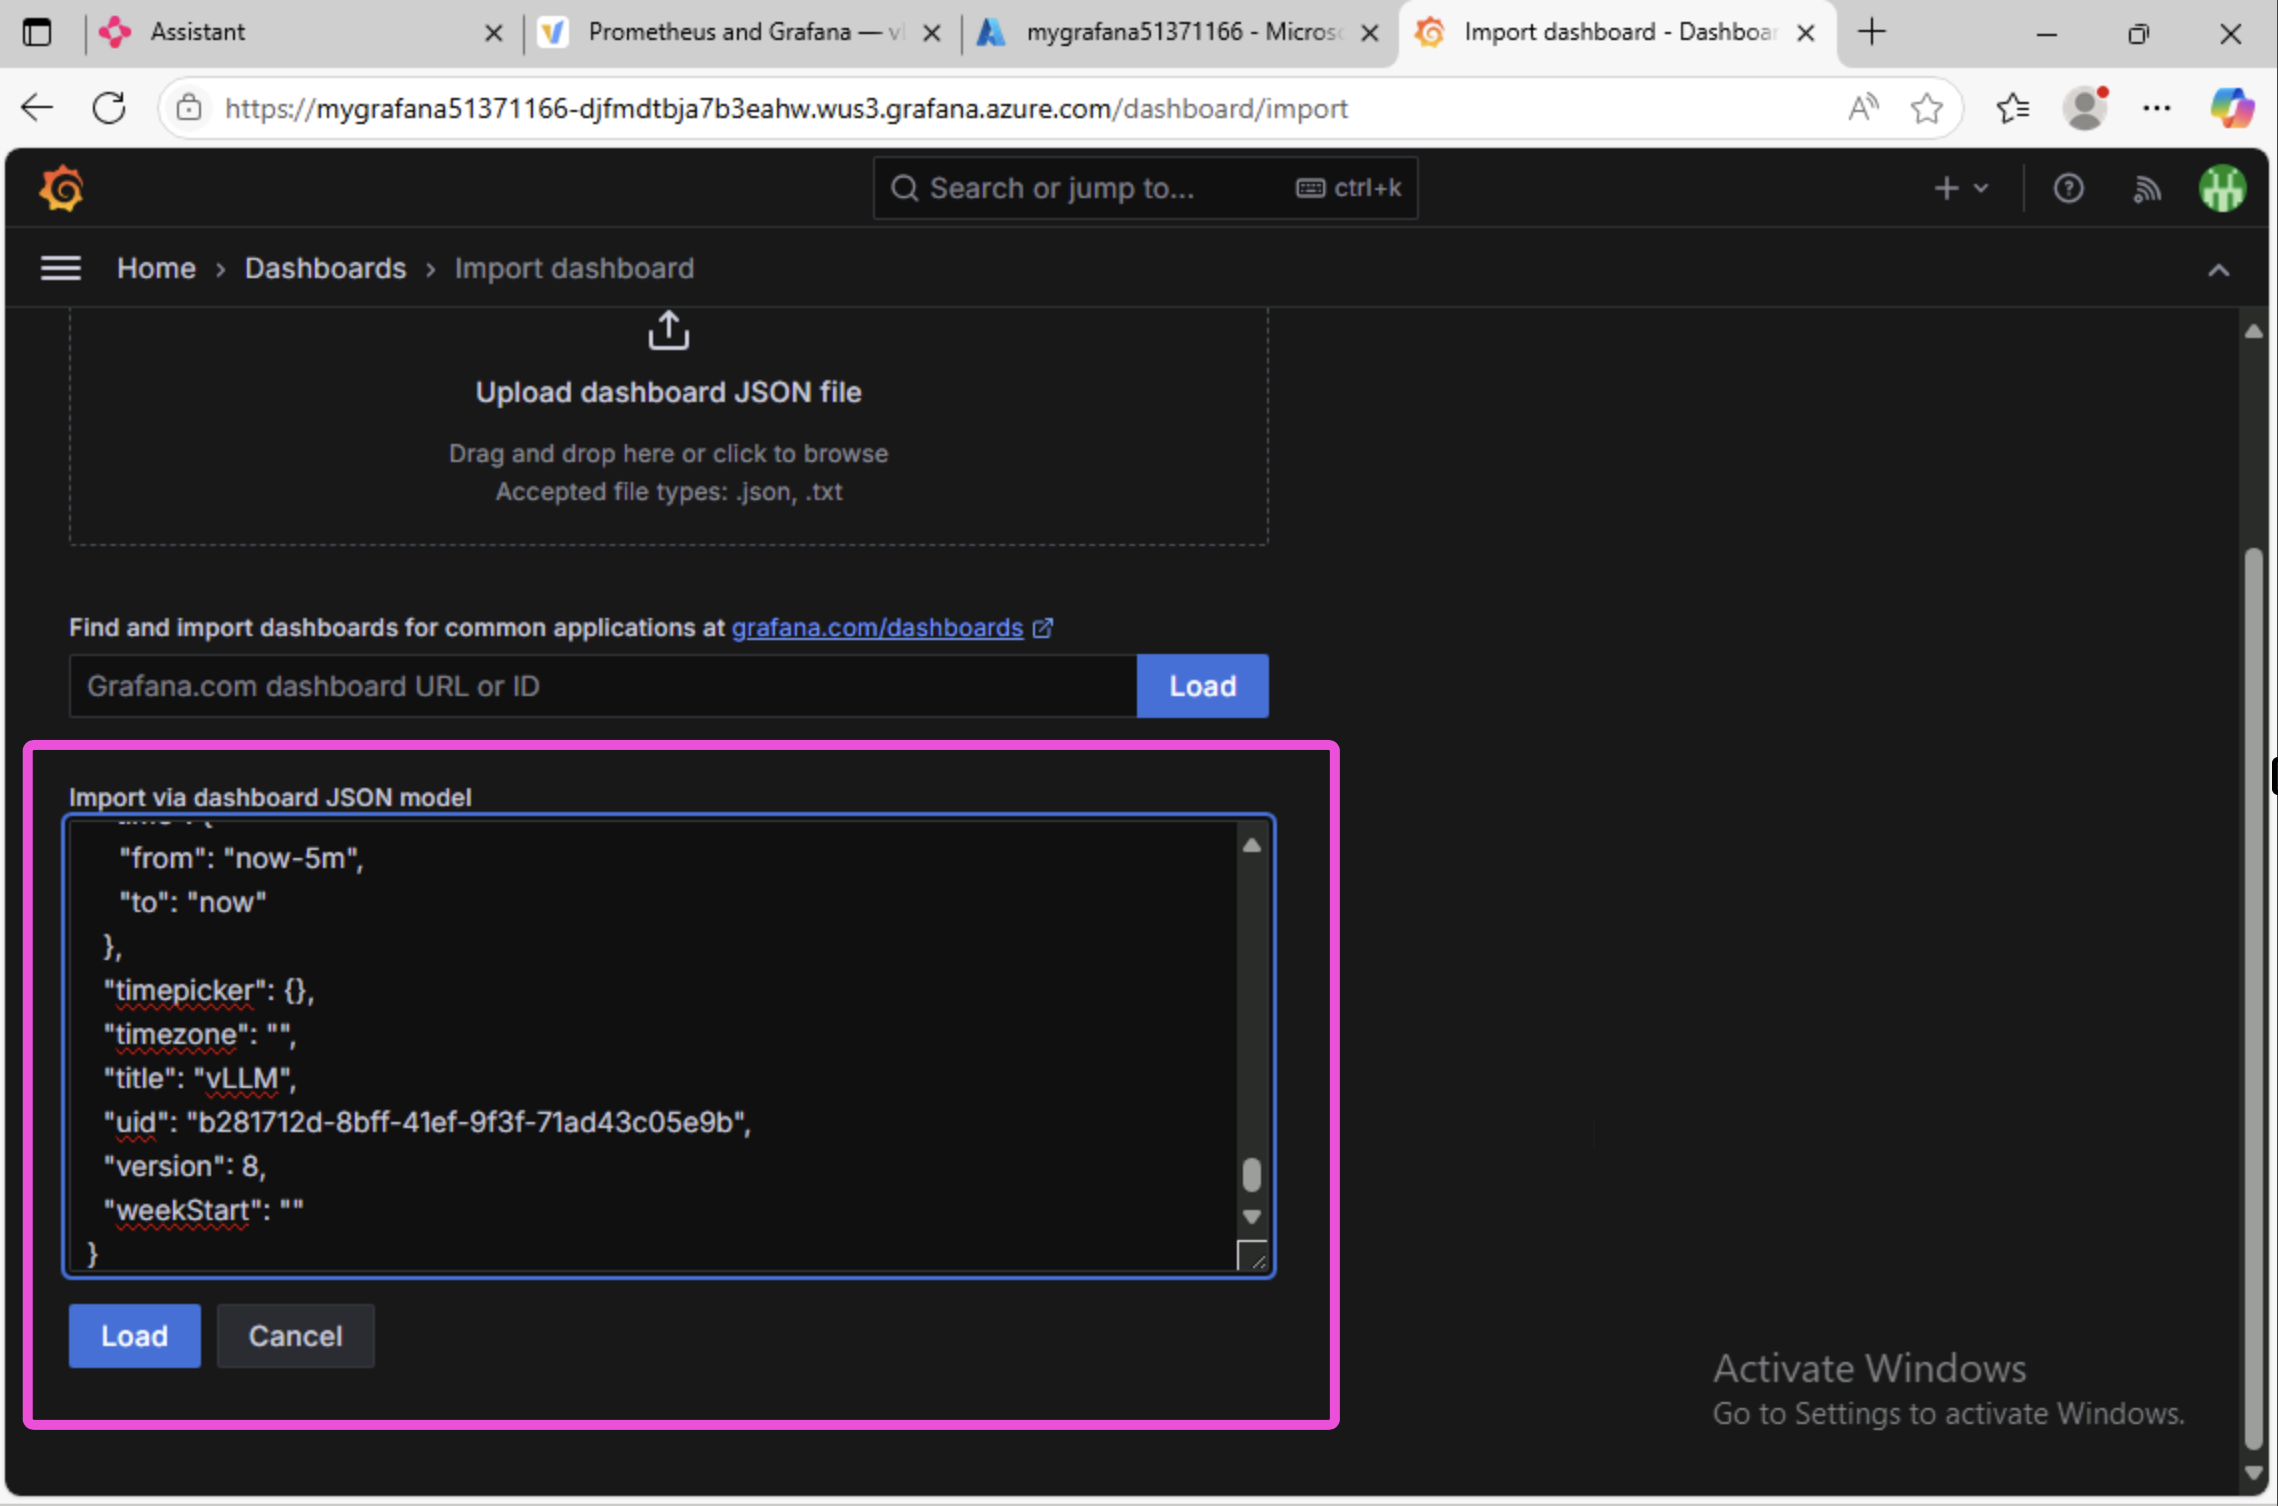 Assistant
Prometheus and Grafana — vl
mygrafana51371166 - Micros
Import dashboard - Dashboar
https://mygrafana51371166-djfmdtbja7b3eahw.wus3.grafana.azure.com/dashboard/import
Search or jump to... ctrl+k
Home › Dashboards › Import dashboard
Upload dashboard JSON file
Drag and drop here or click to browse
Accepted file types: .json, .txt
Find and import dashboards for common applications at grafana.com/dashboards
Grafana.com dashboard URL or ID
Load
Import via dashboard JSON model
"from": "now-5m",
"to": "now"
},
"timepicker": {},
"timezone": "",
"title": "vLLM",
"uid": "b281712d-8bff-41ef-9f3f-71ad43c05e9b",
"version": 8,
"weekStart": ""
}
Load
Cancel
Activate Windows
Go to Settings to activate Windows.